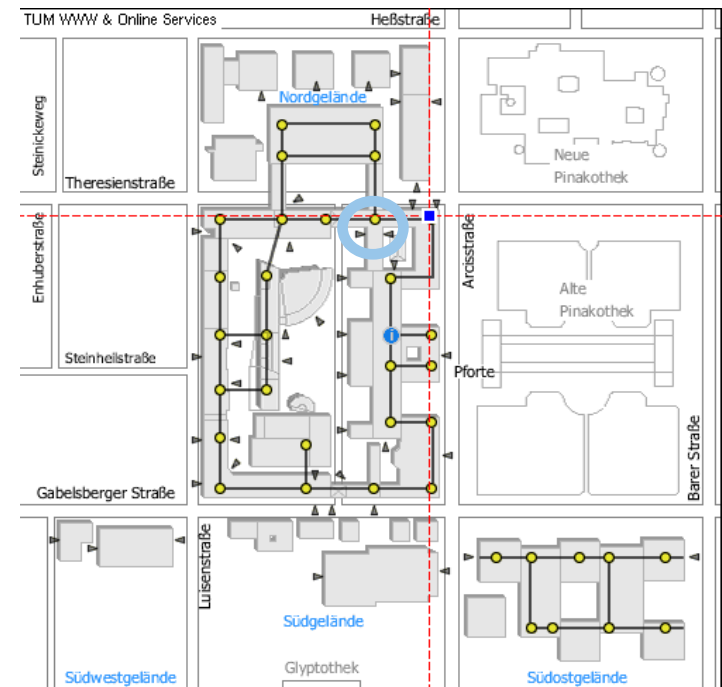 TUM WWW & Online Services
Heßstraße
Nordgelände
Steinickeweg
Neue
Pinakothek
Theresienstraße
Enhuberstraße
Arcisstraße
Alte
Pinakothek
i
Steinheilstraße
Pforte
Barer Straße
Gabelsberger Straße
Luisenstraße
Südgelände
Glyptothek
Südwestgelände
Südostgelände